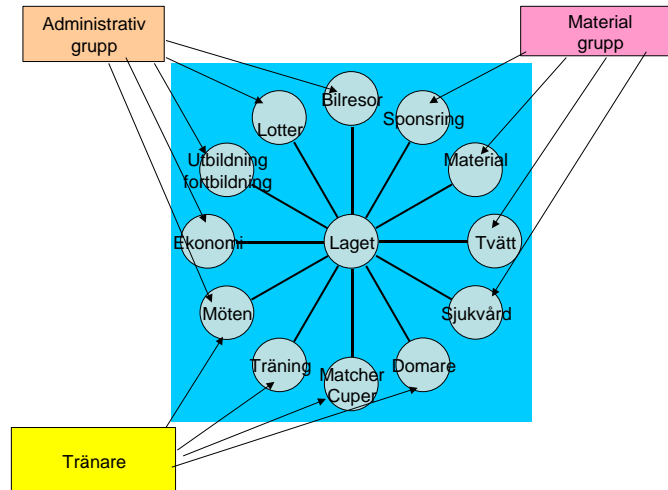 Administrativ
grupp
Material
grupp
Bilresor
Lotter
Sponsring
Utbildning
fortbildning
Material
Ekonomi
Laget
Tvätt
Möten
Sjukvård
Träning
Matcher
Cuper
Domare
Tränare